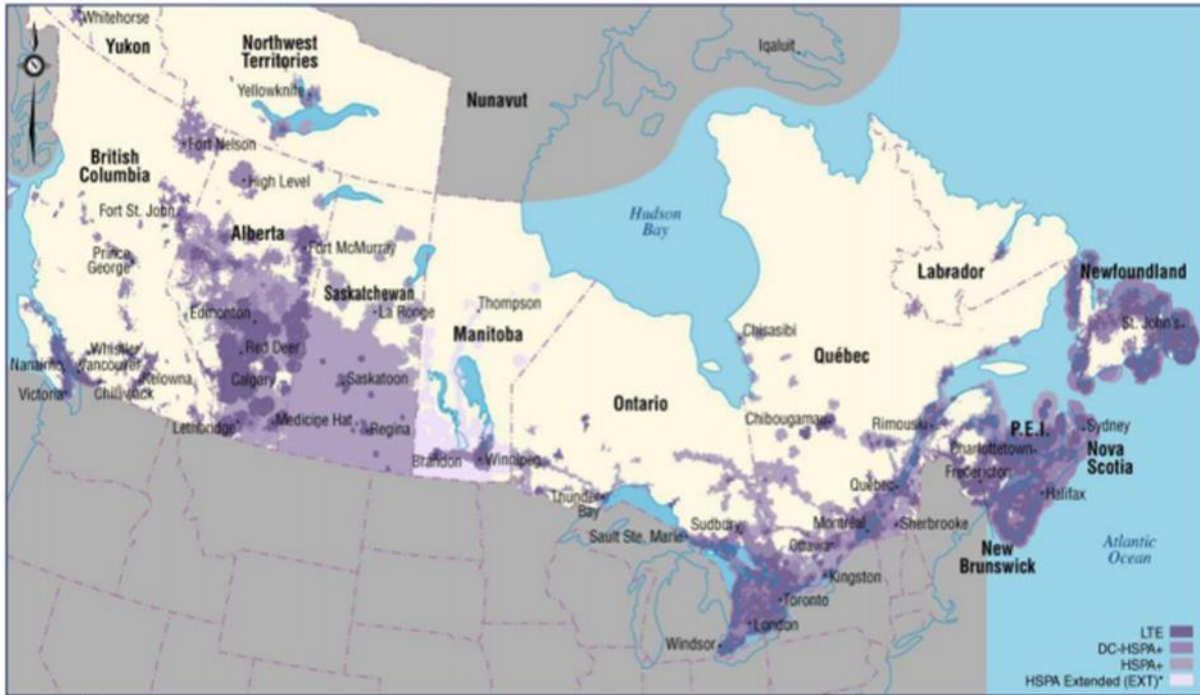 Whitehorse
Yukon
Northwest
Territories
Yellowknife
Nunavut
Iqaluit
British
Columbia
Fort Nelson
High Level
Fort St. John
Alberta
Fort McMurray
Prince
George
Saskatchewan
La Ronge
Edmonton
Thompson
Manitoba
Hudson
Bay
Labrador
Newfoundland
St. John's
Chisasibi
Québec
Nanaimo
Whistler
Vancouver
Victoria
Chilliwack
Kelowna
Red Deer
Calgary
Saskatoon
Lethbridge
Medicine Hat
Regina
Ontario
Chibougamau
Rimouski
P.E.I.
Sydney
Charlottetown
Nova
Scotia
Fredericton
Halifax
Brandon
Winnipeg
Thunder
Bay
Québec
Sault Ste. Marie
Sudbury
Montréal
Sherbrooke
Ottawa
New
Brunswick
Atlantic
Ocean
Kingston
Toronto
London
Windsor
LTE
DC-HSPA+
HSPA+
HSPA Extended (EXT)*